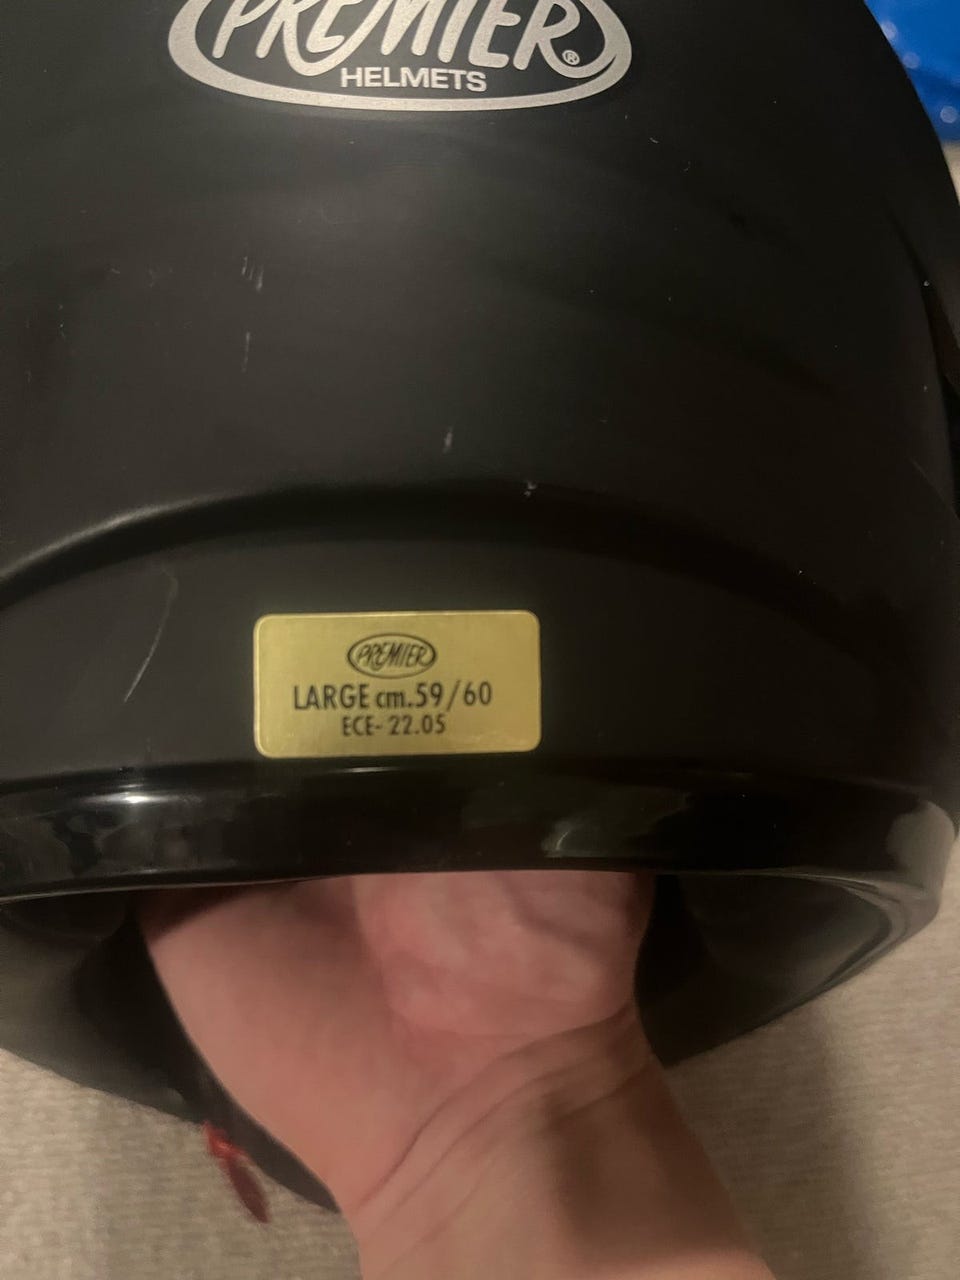 PREMIER®
HELMETS
PREMIER
LARGE cm.59/60
ECE- 22.05